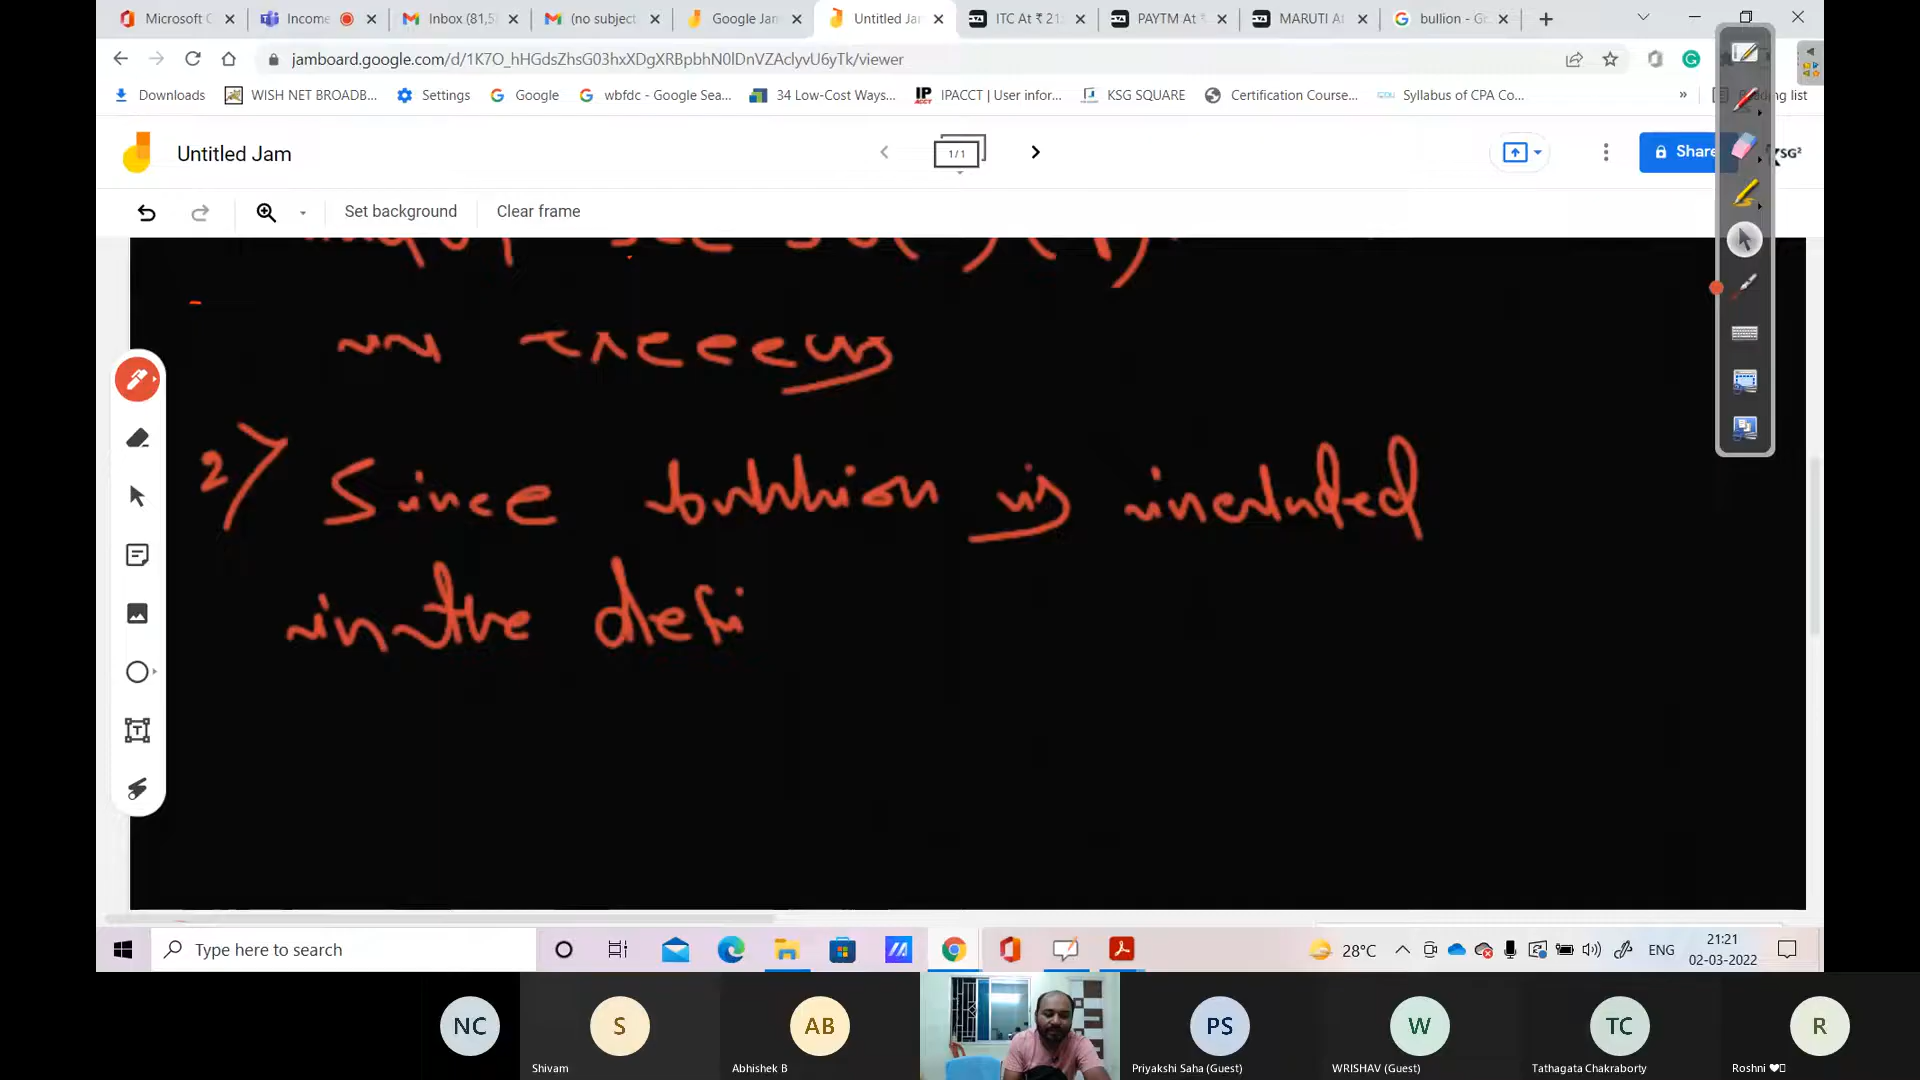 Microsoft O
Income
Inbox (81,5
(no subject
Google Jam
Untitled Jam
ITC At ₹ 21
PAYTM At ₹
MARUTI At
bullion - Go
jamboard.google.com/d/1K7O_hHGdsZhsG03hxXDgXRBpbhN0lDnVZAclyvU6yTk/viewer
Downloads
WISH NET BROADB...
Settings
Google
wbfdc - Google Sea...
34 Low-Cost Ways...
IPACCT | User infor...
KSG SQUARE
Certification Course...
Syllabus of CPA Co...
»
Reading list
Untitled Jam
1/1
Share
KSG²
Set background
Clear frame
2) Since bullion is included
in the defi
Type here to search
28°C
ENG
21:21
02-03-2022
NC
S
AB
PS
W
TC
R
Shivam
Abhishek B
Priyakshi Saha (Guest)
WRISHAV (Guest)
Tathagata Chakraborty
Roshni ❤